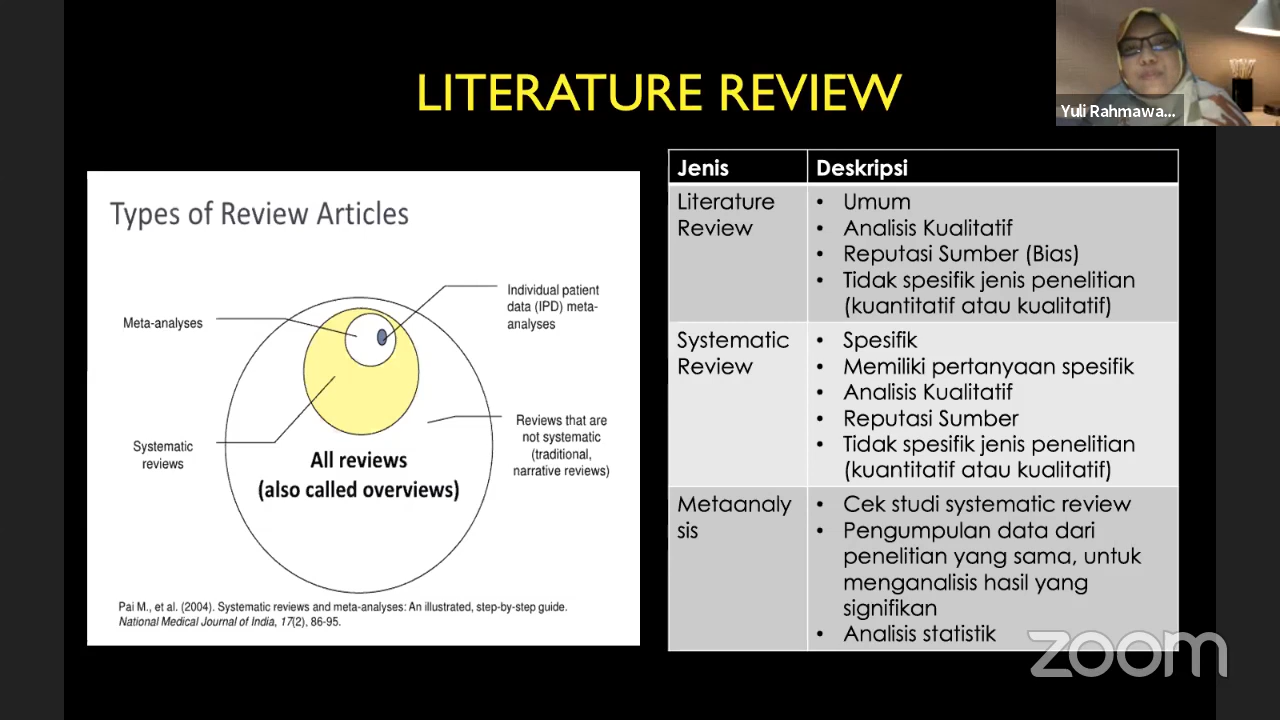 LITERATURE REVIEW
Yuli Rahmawa...
Types of Review Articles
Individual patient
data (IPD) meta-
analyses
Meta-analyses
Reviews that are
not systematic
(traditional,
narrative reviews)
Systematic
reviews
All reviews
(also called overviews)
Pai M., et al. (2004). Systematic reviews and meta-analyses: An illustrated, step-by-step guide.
National Medical Journal of India, 17(2), 86-95.
Jenis
Deskripsi
Literature
Review
• Umum
• Analisis Kualitatif
• Reputasi Sumber (Bias)
• Tidak spesifik jenis penelitian
(kuantitatif atau kualitatif)
Systematic
Review
• Spesifik
• Memiliki pertanyaan spesifik
• Analisis Kualitatif
• Reputasi Sumber
• Tidak spesifik jenis penelitian
(kuantitatif atau kualitatif)
Metaanaly
sis
• Cek studi systematic review
• Pengumpulan data dari
penelitian yang sama, untuk
menganalisis hasil yang
signifikan
• Analisis statistik
zoom